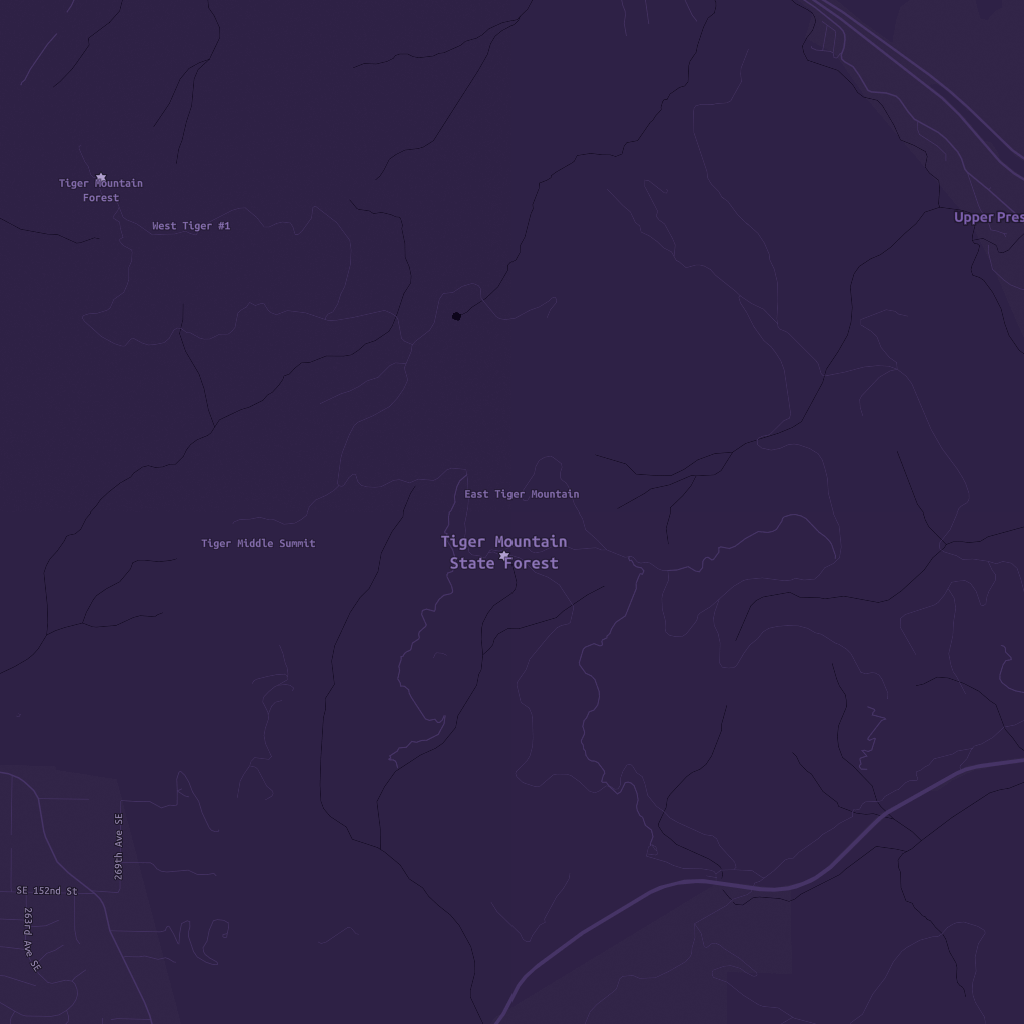 Tiger Mountain
Forest
West Tiger #1
Upper Pres
East Tiger Mountain
Tiger Mountain
State Forest
Tiger Middle Summit
269th Ave SE
SE 152nd St
263rd Ave SE